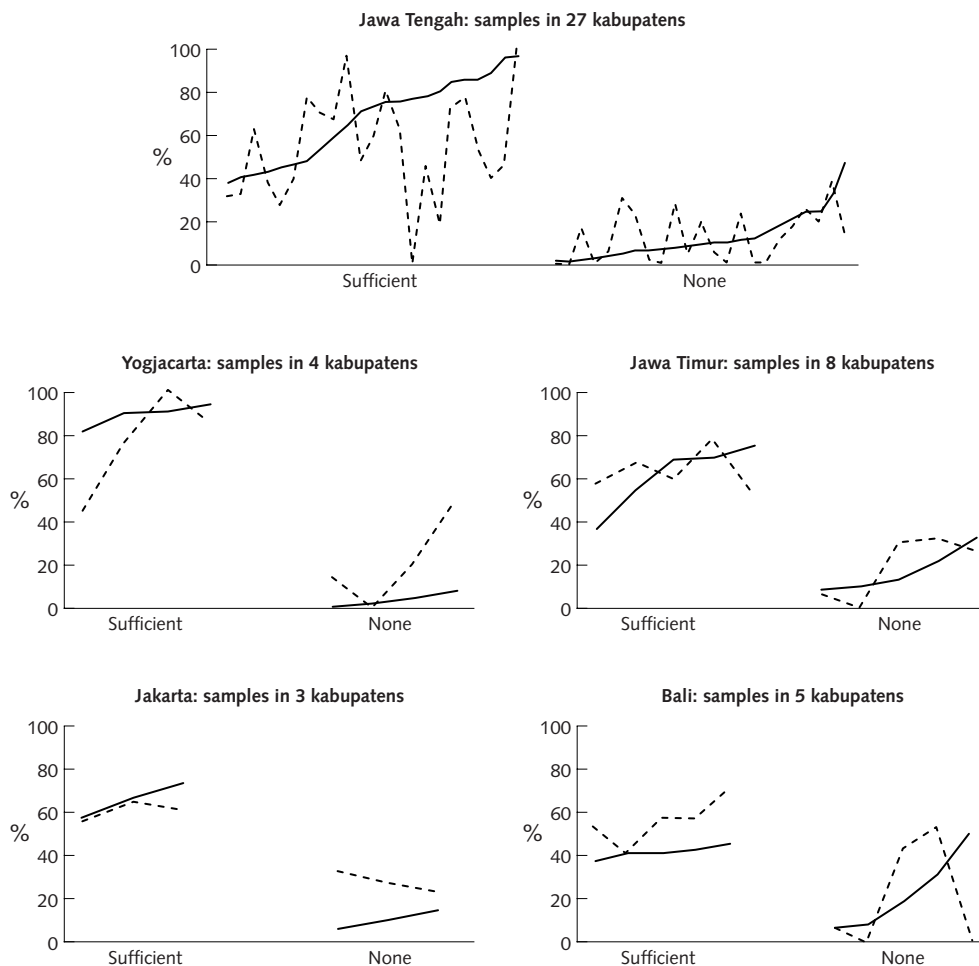 Jawa Tengah: samples in 27 kabupatens
100
80
60
%
40
20
0
Sufficient
None
Yogjacarta: samples in 4 kabupatens
100
80
60
%
40
20
0
Sufficient
None
Jawa Timur: samples in 8 kabupatens
100
80
60
%
40
20
0
Sufficient
None
Jakarta: samples in 3 kabupatens
100
80
60
%
40
20
0
Sufficient
None
Bali: samples in 5 kabupatens
100
80
60
%
40
20
0
Sufficient
None